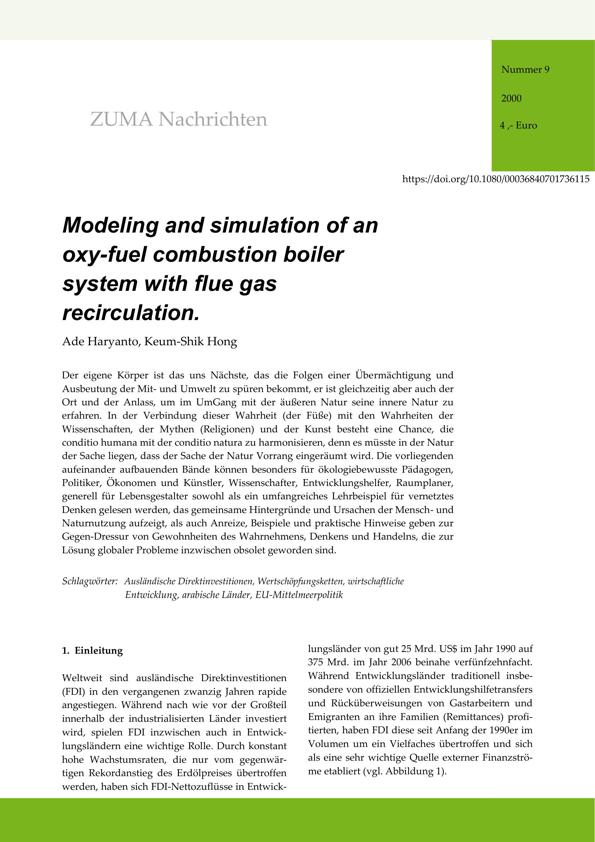 Nummer 9
2000
4 ,- Euro
ZUMA Nachrichten
https://doi.org/10.1080/00036840701736115
Modeling and simulation of an
oxy-fuel combustion boiler
system with flue gas
recirculation.
Ade Haryanto, Keum-Shik Hong
Der eigene Körper ist das uns Nächste, das die Folgen einer Übermächtigung und
Ausbeutung der Mit- und Umwelt zu spüren bekommt, er ist gleichzeitig aber auch der
Ort und der Anlass, um im UmGang mit der äußeren Natur seine innere Natur zu
erfahren. In der Verbindung dieser Wahrheit (der Füße) mit den Wahrheiten der
Wissenschaften, der Mythen (Religionen) und der Kunst besteht eine Chance, die
conditio humana mit der conditio natura zu harmonisieren, denn es müsste in der Natur
der Sache liegen, dass der Sache der Natur Vorrang eingeräumt wird. Die vorliegenden
aufeinander aufbauenden Bände können besonders für ökologiebewusste Pädagogen,
Politiker, Ökonomen und Künstler, Wissenschafter, Entwicklungshelfer, Raumplaner,
generell für Lebensgestalter sowohl als ein umfangreiches Lehrbeispiel für vernetztes
Denken gelesen werden, das gemeinsame Hintergründe und Ursachen der Mensch- und
Naturnutzung aufzeigt, als auch Anreize, Beispiele und praktische Hinweise geben zur
Gegen-Dressur von Gewohnheiten des Wahrnehmens, Denkens und Handelns, die zur
Lösung globaler Probleme inzwischen obsolet geworden sind.
Schlagwörter: Ausländische Direktinvestitionen, Wertschöpfungsketten, wirtschaftliche
Entwicklung, arabische Länder, EU-Mittelmeerpolitik
1. Einleitung
Weltweit sind ausländische Direktinvestitionen
(FDI) in den vergangenen zwanzig Jahren rapide
angestiegen. Während nach wie vor der Großteil
innerhalb der industrialisierten Länder investiert
wird, spielen FDI inzwischen auch in Entwick-
lungsländern eine wichtige Rolle. Durch konstant
hohe Wachstumsraten, die nur vom gegenwär-
tigen Rekordanstieg des Erdölpreises übertroffen
werden, haben sich FDI-Nettozuflüsse in Entwick-
lungsländer von gut 25 Mrd. US$ im Jahr 1990 auf
375 Mrd. im Jahr 2006 beinahe verfünfzehnfacht.
Während Entwicklungsländer traditionell insbe-
sondere von offiziellen Entwicklungshilfetransfers
und Rücküberweisungen von Gastarbeitern und
Emigranten an ihre Familien (Remittances) profi-
tierten, haben FDI diese seit Anfang der 1990er im
Volumen um ein Vielfaches übertroffen und sich
als eine sehr wichtige Quelle externer Finanzströ-
me etabliert (vgl. Abbildung 1).